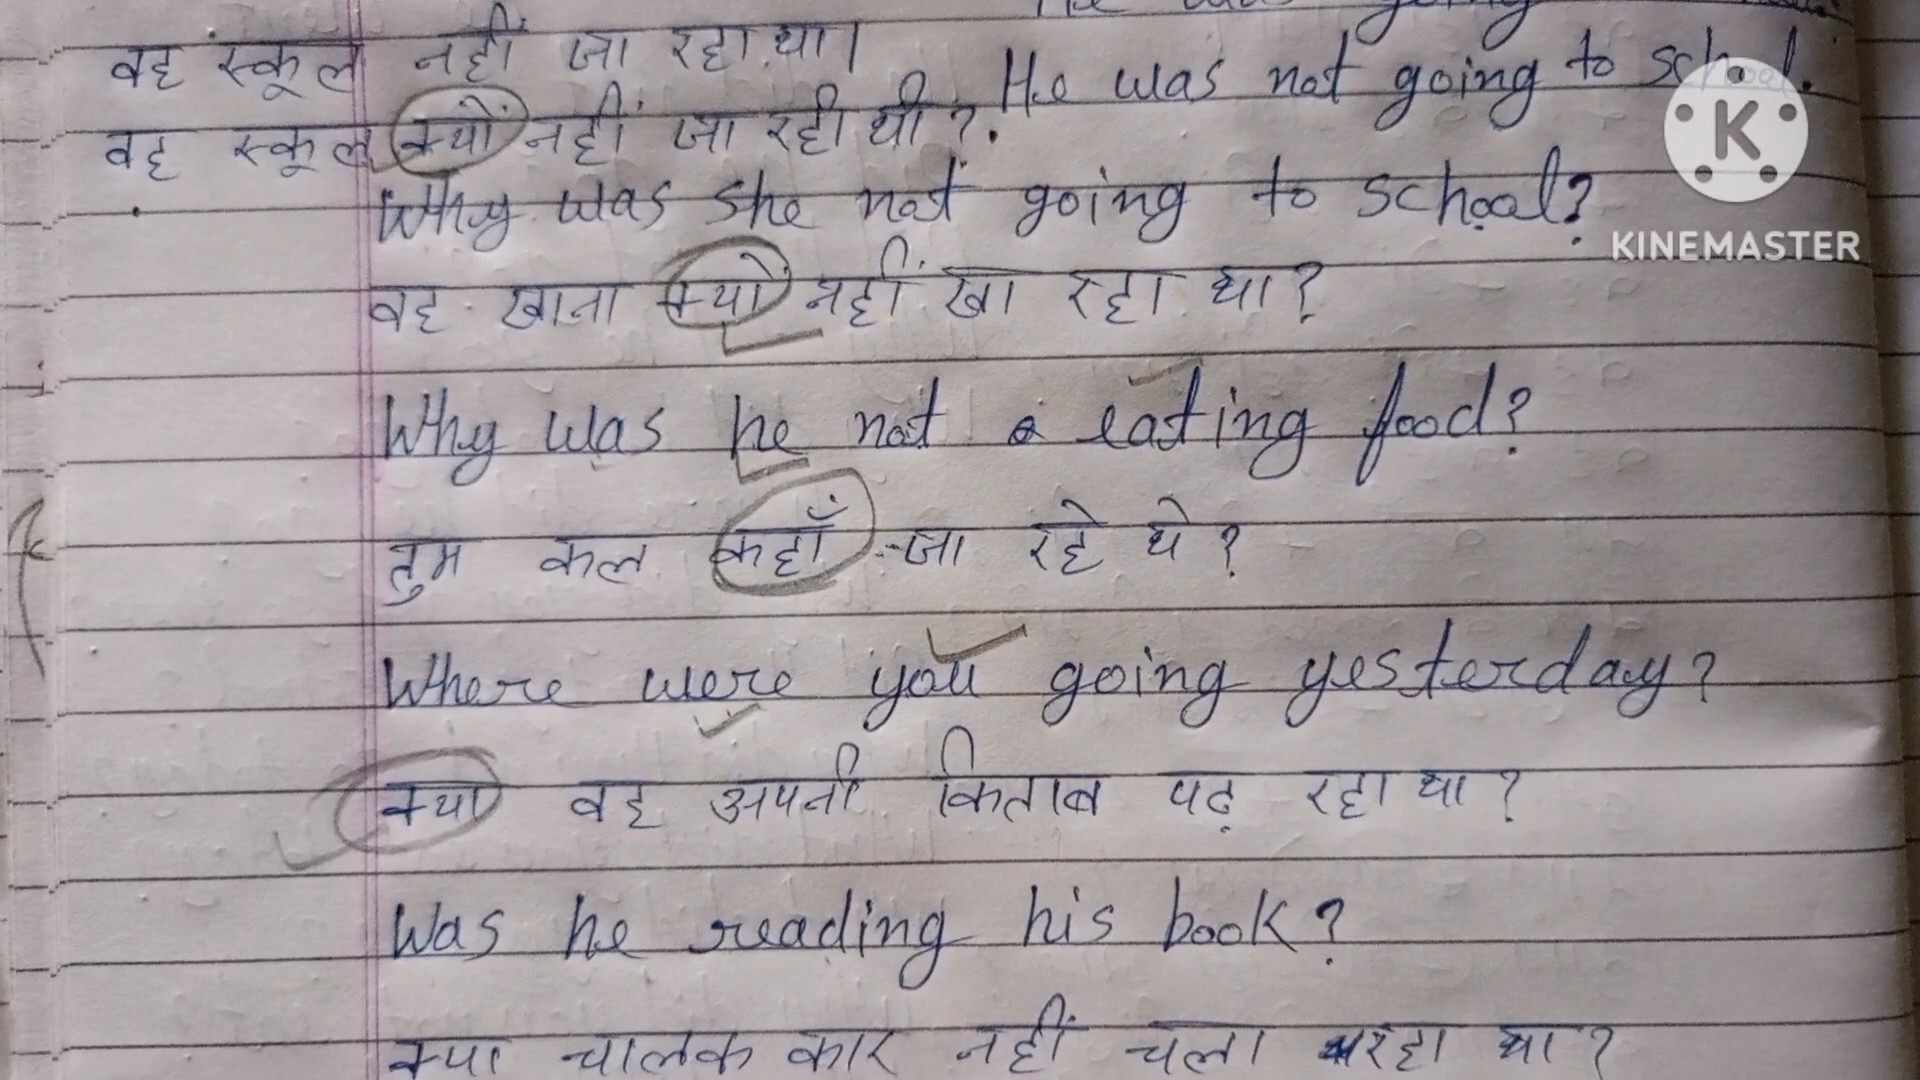 वह स्कूल नहीं जा रहा था।
He was not going to school.
वह स्कूल क्यों नहीं जा रही थी?
Why was she not going to school?
वह खाना क्यों नहीं खा रहा था?
Why was he not eating food?
तुम कल कहाँ जा रहे थे?
Where were you going yesterday?
क्या वह अपनी किताब पढ़ रहा था?
Was he reading his book?
क्या चालक कार नहीं चला रहा था?
K
KINEMASTER